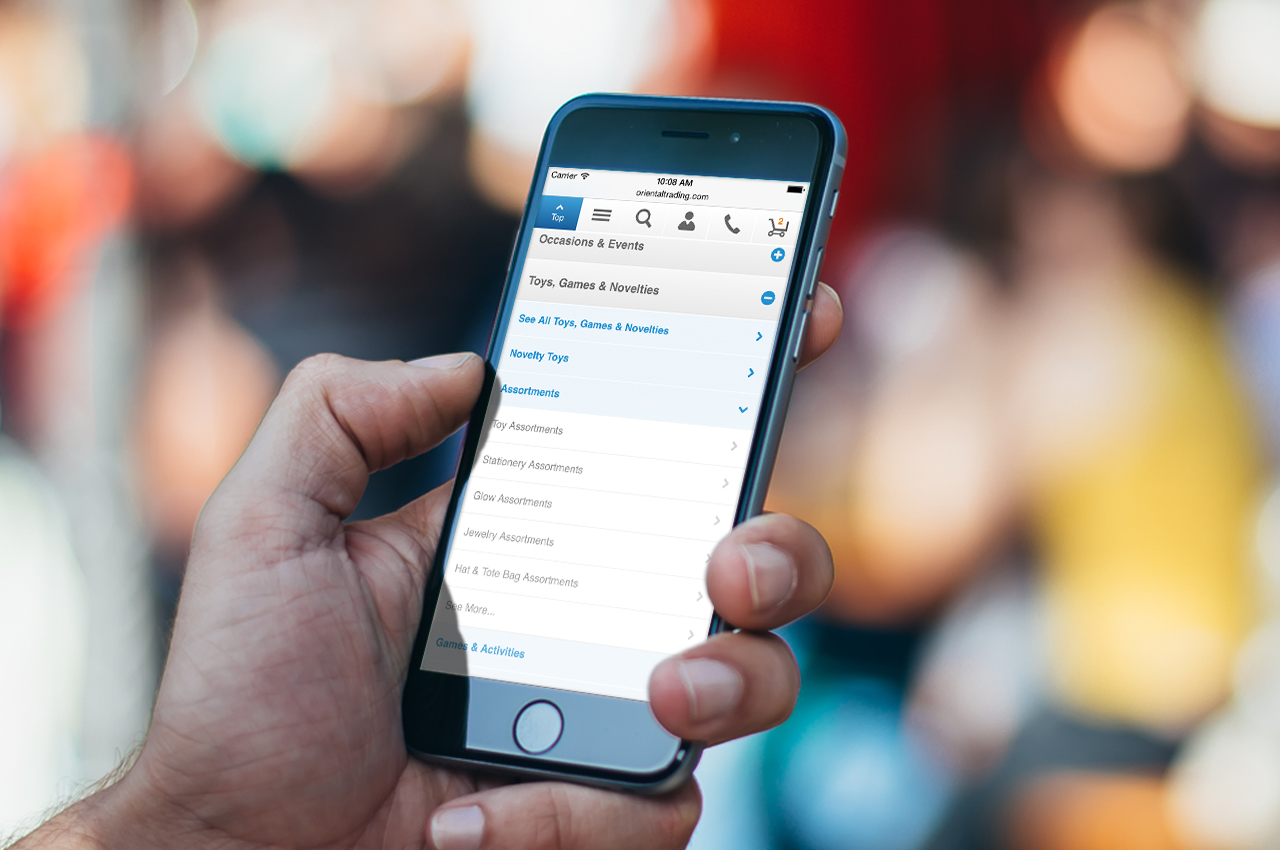 Carrier
10:08 AM
orientaltrading.com
Top
2
Occasions & Events
Toys, Games & Novelties
See All Toys, Games & Novelties
Novelty Toys
Assortments
Toy Assortments
Stationery Assortments
Glow Assortments
Jewelry Assortments
Hat & Tote Bag Assortments
See More...
Games & Activities